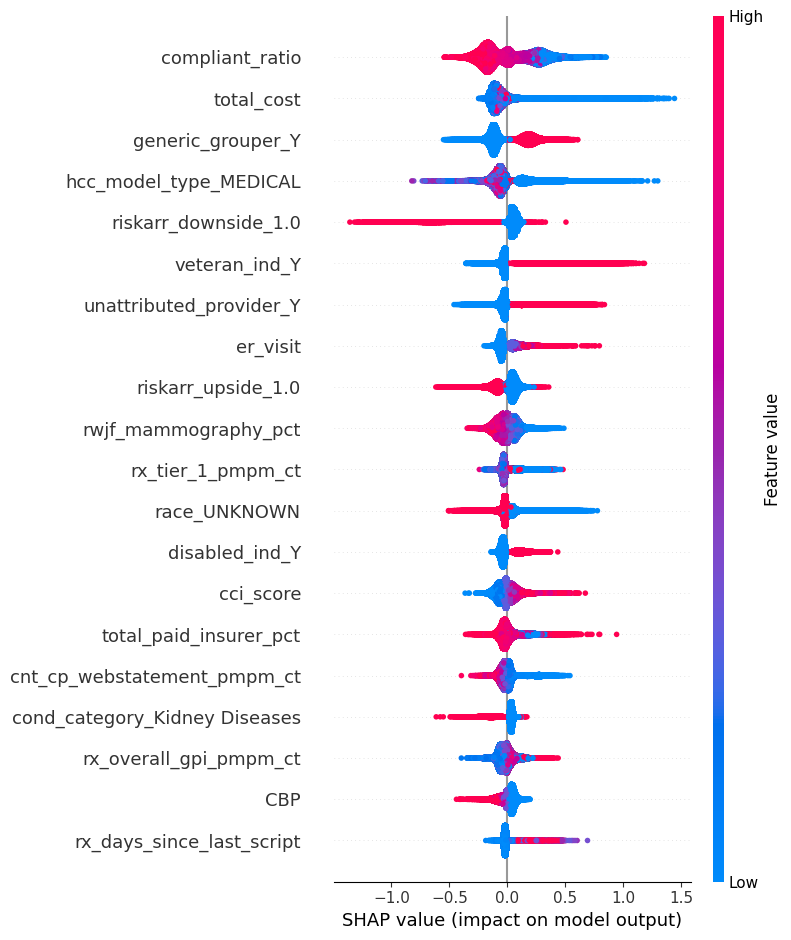 High
compliant_ratio
total_cost
generic_grouper_Y
hcc_model_type_MEDICAL
riskarr_downside_1.0
veteran_ind_Y
unattributed_provider_Y
er_visit
riskarr_upside_1.0
rwjf_mammography_pct
rx_tier_1_pmpm_ct
race_UNKNOWN
disabled_ind_Y
cci_score
total_paid_insurer_pct
cnt_cp_webstatement_pmpm_ct
cond_category_Kidney Diseases
rx_overall_gpi_pmpm_ct
CBP
rx_days_since_last_script
Feature value
Low
−1.0 −0.5 0.0 0.5 1.0 1.5
SHAP value (impact on model output)